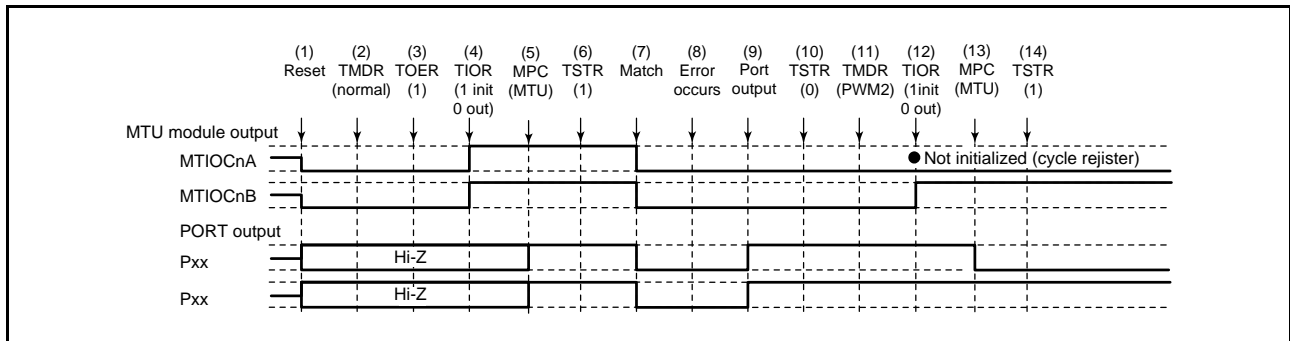 (1) (2) (3) (4) (5) (6) (7) (8) (9) (10) (11) (12) (13) (14)
Reset TMDR TOER TIOR MPC TSTR Match Error Port TSTR TMDR TIOR MPC TSTR
(normal) (1) (1 init (MTU) (1) occurs output (0) (PWM2) (1init (MTU) (1)
0 out) 0 out)
MTU module output
MTIOCnA ● Not initialized (cycle rejister)
MTIOCnB
PORT output
Pxx Hi-Z
Pxx Hi-Z